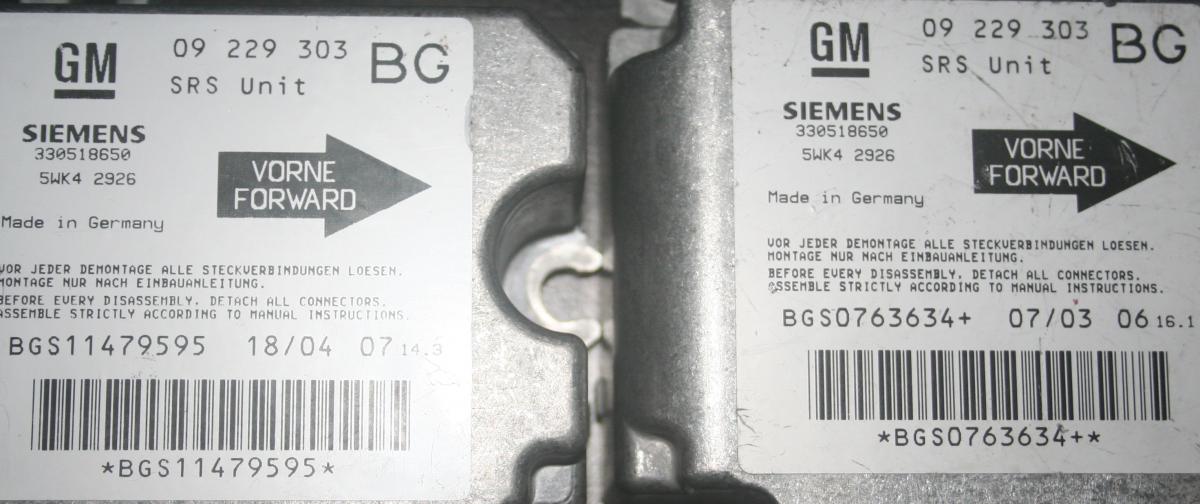 GM
09 229 303
BG
SRS Unit
SIEMENS
330518650
5WK4 2926
VORNE
FORWARD
Made in Germany
VOR JEDER DEMONTAGE ALLE STECKVERBINDUNGEN LOESEN.
MONTAGE NUR NACH EINBAUANLEITUNG.
BEFORE EVERY DISASSEMBLY. DETACH ALL CONNECTORS.
ASSEMBLE STRICTLY ACCORDING TO MANUAL INSTRUCTIONS.
BGS11479595 18/04 07 14.3
*BGS11479595*
GM
09 229 303
BG
SRS Unit
SIEMENS
330518650
5WK4 2926
VORNE
FORWARD
Made in Germany
VOR JEDER DEMONTAGE ALLE STECKVERBINDUNGEN LOESEN.
MONTAGE NUR NACH EINBAUANLEITUNG.
BEFORE EVERY DISASSEMBLY. DETACH ALL CONNECTORS.
ASSEMBLE STRICTLY ACCORDING TO MANUAL INSTRUCTIONS.
BGS0763634+ 07/03 06 16.1
*BGS0763634+*